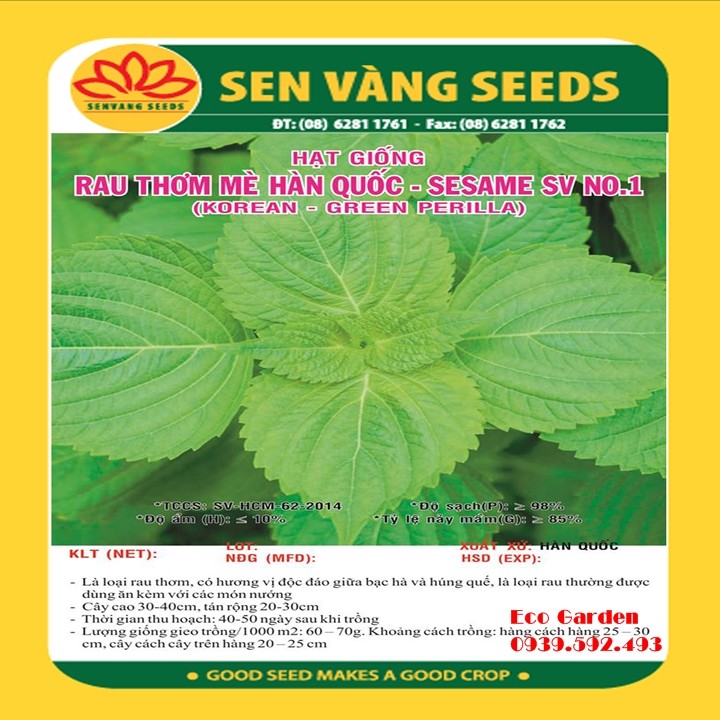 SENVANG SEEDS
SEN VÀNG SEEDS
ĐT: (08) 6281 1761 - Fax: (08) 6281 1762
HẠT GIỐNG
RAU THƠM MÈ HÀN QUỐC - SESAME SV NO.1
(KOREAN - GREEN PERILLA)
*TCCS: SV-HCM-62-2014 *Độ sạch(P): ≥ 98%
*Độ ẩm (H): ≤ 10% *Tỷ lệ nảy mầm(G): ≥ 85%
KLT (NET): LOT: XUẤT XỨ: HÀN QUỐC
NĐG (MFD): HSD (EXP):
- Là loại rau thơm, có hương vị độc đáo giữa bạc hà và húng quế, là loại rau thường được
dùng ăn kèm với các món nướng
- Cây cao 30-40cm, tán rộng 20-30cm
- Thời gian thu hoạch: 40-50 ngày sau khi trồng
- Lượng giống gieo trồng/1000 m2: 60 – 70g. Khoảng cách trồng: hàng cách hàng 25 – 30
cm, cây cách cây trên hàng 20 – 25 cm
Eco Garden
0939.592.493
● GOOD SEED MAKES A GOOD CROP ●